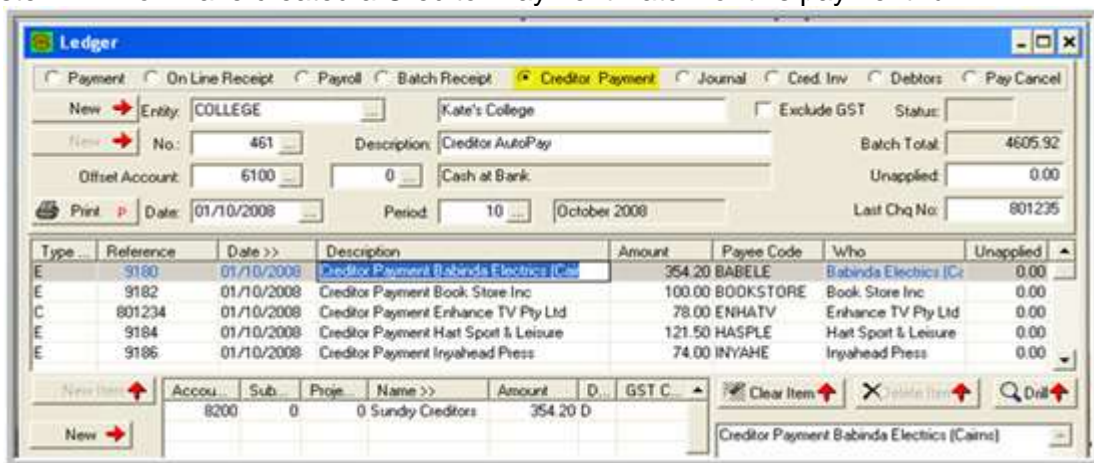 Ledger
Payment On Line Receipt Payroll Batch Receipt Creditor Payment Journal Cred. Inv Debtors Pay Cancel
New Entity: COLLEGE ... Kate's College Exclude GST Status:
New No.: 461 ... Description: Creditor AutoPay Batch Total: 4605.92
Offset Account: 6100 ... 0 ... Cash at Bank Unapplied: 0.00
Print P Date: 01/10/2008 ... Period: 10 ... October 2008 Last Chq No: 801235
Type ... Reference Date >> Description Amount Payee Code Who Unapplied
E 9180 01/10/2008 Creditor Payment Babinda Electrics (Cair 354.20 BABELE Babinda Electrics (Ca 0.00
E 9182 01/10/2008 Creditor Payment Book Store Inc 100.00 BOOKSTORE Book Store Inc 0.00
C 801234 01/10/2008 Creditor Payment Enhance TV Pty Ltd 78.00 ENHATV Enhance TV Pty Ltd 0.00
E 9184 01/10/2008 Creditor Payment Hart Sport & Leisure 121.50 HASPLE Hart Sport & Leisure 0.00
E 9186 01/10/2008 Creditor Payment Inyahead Press 74.00 INYAHE Inyahead Press 0.00
New Item Accou... Sub... Proje... Name >> Amount D... GST C... Clear Item Delete Item Drill
8200 0 0 Sundry Creditors 354.20 D
New Creditor Payment Babinda Electrics (Cairns)